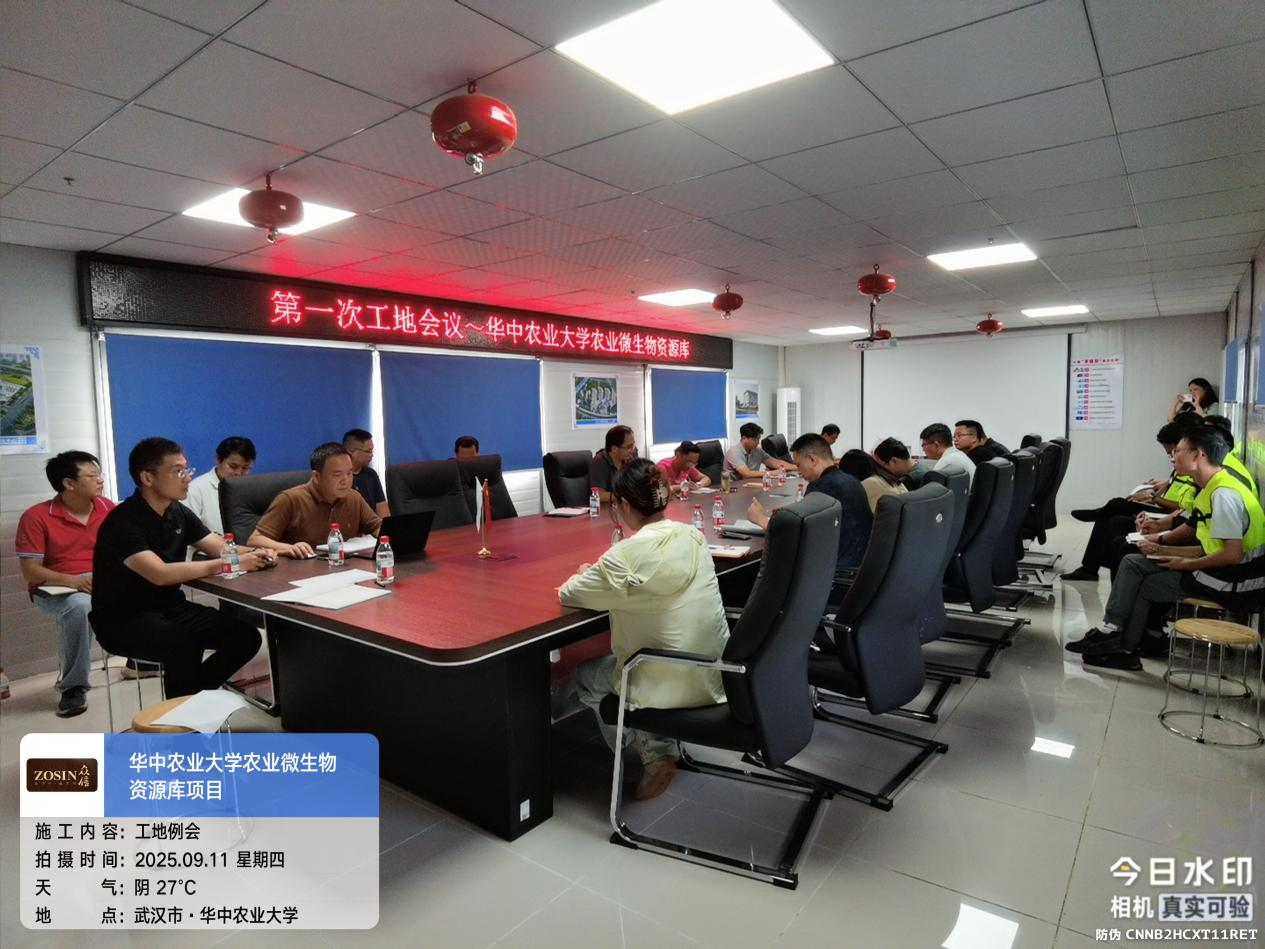 第一次工地会议～华中农业大学农业微生物资源库
ZOSIN 众信
华中农业大学农业微生物
资源库项目
施工内容：工地例会
拍摄时间：2025.09.11 星期四
天气：阴 27℃
地点：武汉市·华中农业大学
今日水印
相机 真实可验
防伪 CNNB2HCXT11RET